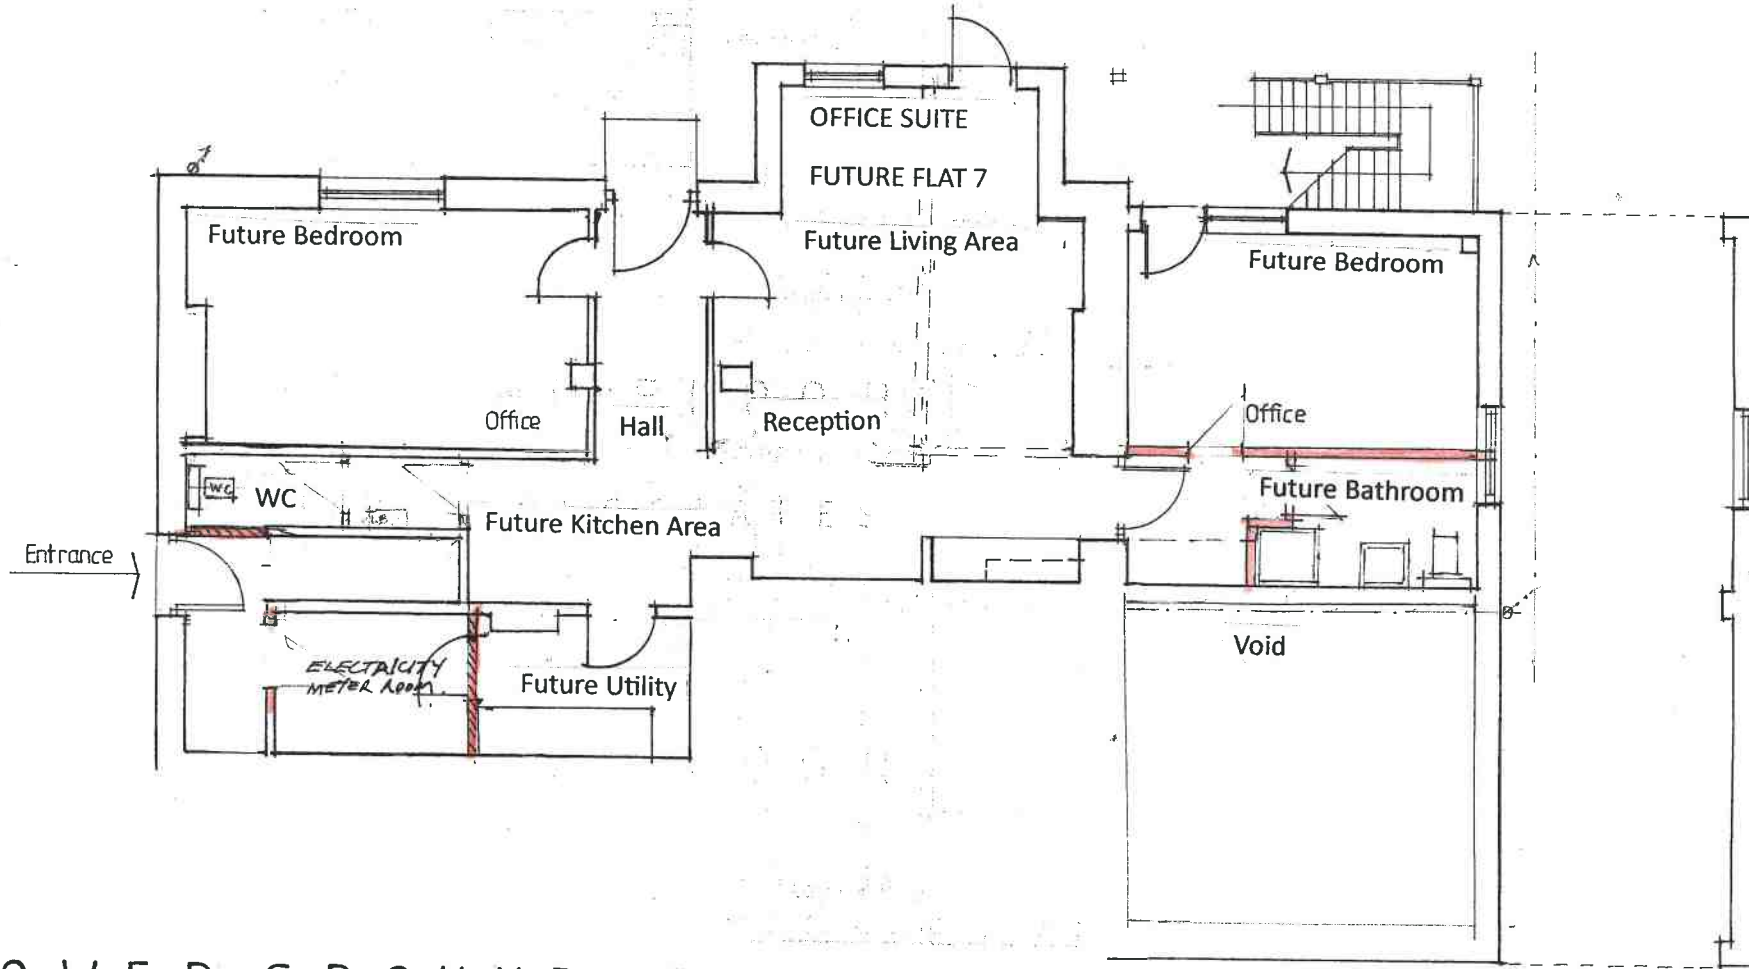 OFFICE SUITE
FUTURE FLAT 7
Future Bedroom
Future Living Area
Future Bedroom
Office
Hall
Reception
Office
WC
WC
Future Kitchen Area
Future Bathroom
Entrance
ELECTRICITY
METER ROOM.
Future Utility
Void